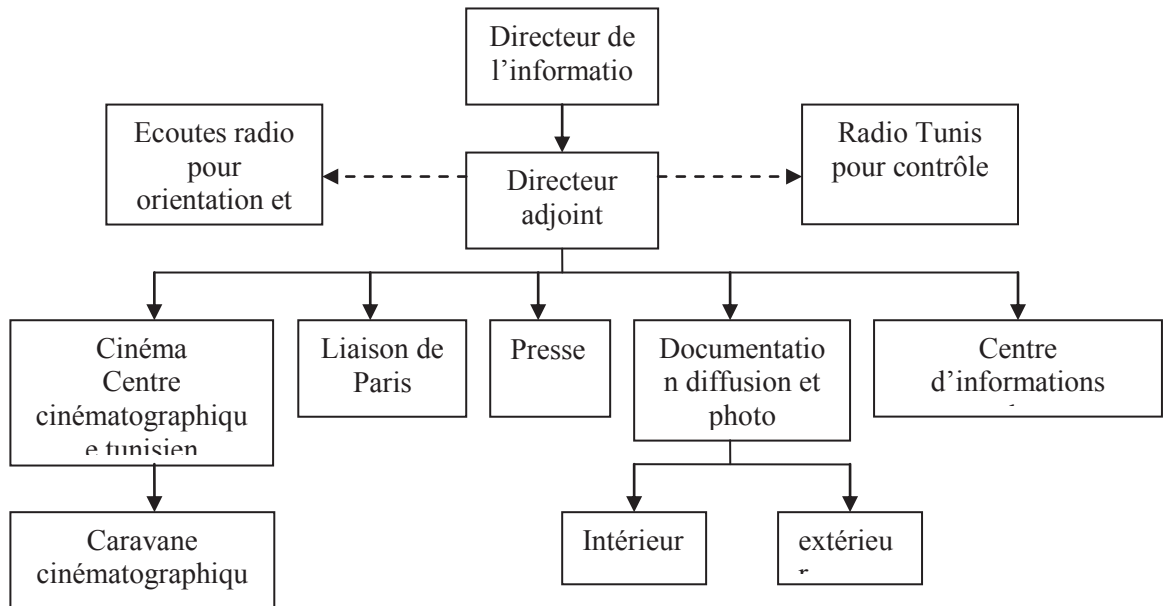 Directeur de
l’informatio
Ecoutes radio
pour
orientation et
Directeur
adjoint
Radio Tunis
pour contrôle
Cinéma
Centre
cinématographiqu
e tunisien
Liaison de
Paris
Presse
Documentatio
n diffusion et
photo
Centre
d’informations
Caravane
cinématographiqu
Intérieur
extérieu
r